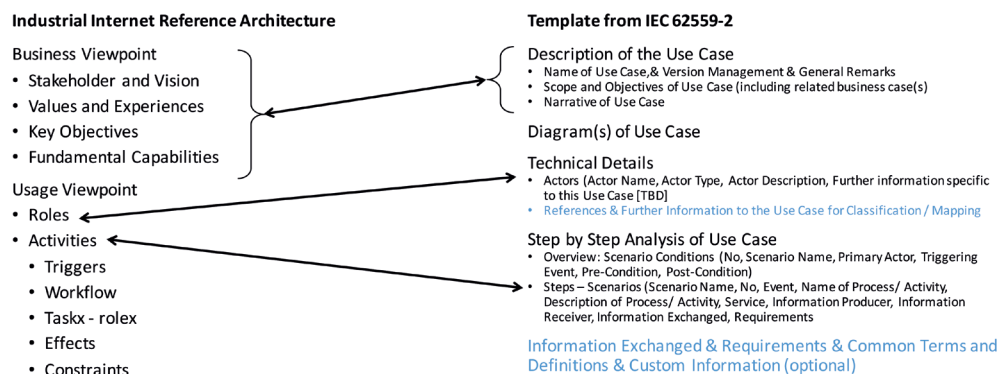 Industrial Internet Reference Architecture
Business Viewpoint
• Stakeholder and Vision
• Values and Experiences
• Key Objectives
• Fundamental Capabilities
Usage Viewpoint
• Roles
• Activities
• Triggers
• Workflow
• Taskx - rolex
• Effects
• Constraints
Template from IEC 62559-2
Description of the Use Case
• Name of Use Case,& Version Management & General Remarks
• Scope and Objectives of Use Case (including related business case(s)
• Narrative of Use Case
Diagram(s) of Use Case
Technical Details
• Actors (Actor Name, Actor Type, Actor Description, Further information specific
to this Use Case [TBD]
• References & Further Information to the Use Case for Classification / Mapping
Step by Step Analysis of Use Case
• Overview: Scenario Conditions (No, Scenario Name, Primary Actor, Triggering
Event, Pre-Condition, Post-Condition)
• Steps – Scenarios (Scenario Name, No, Event, Name of Process/ Activity,
Description of Process/ Activity, Service, Information Producer, Information
Receiver, Information Exchanged, Requirements
Information Exchanged & Requirements & Common Terms and
Definitions & Custom Information (optional)